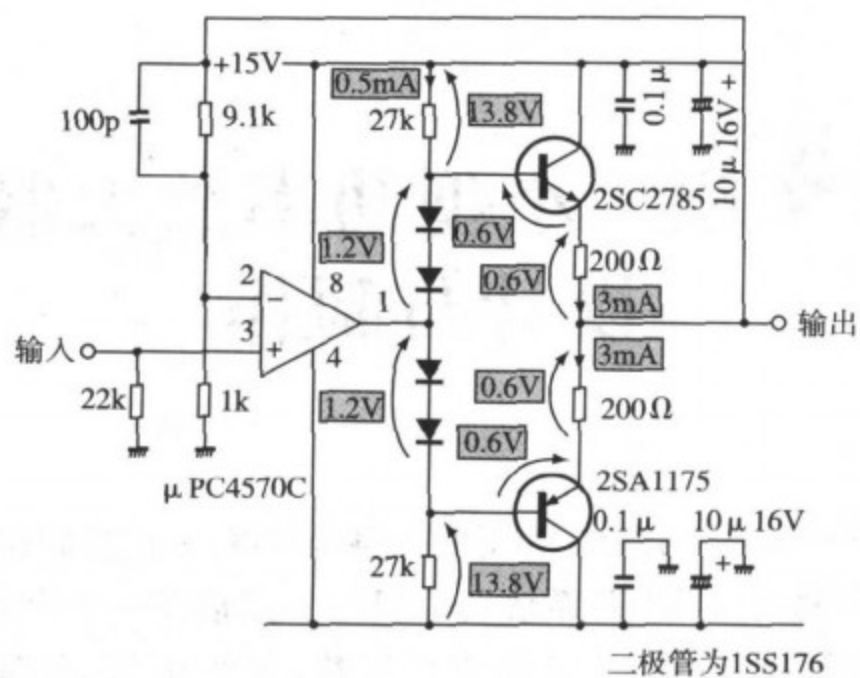 +15V
0.5mA
100p
9.1k
27k
13.8V
0.1μ
10μ 16V +
2SC2785
1.2V
0.6V
0.6V
200Ω
2
8
3mA
−
1
输入
3
+
4
输出
3mA
22k
1k
1.2V
0.6V
200Ω
0.6V
μPC4570C
2SA1175
0.1μ
10μ 16V
+
27k
13.8V
二极管为1SS176